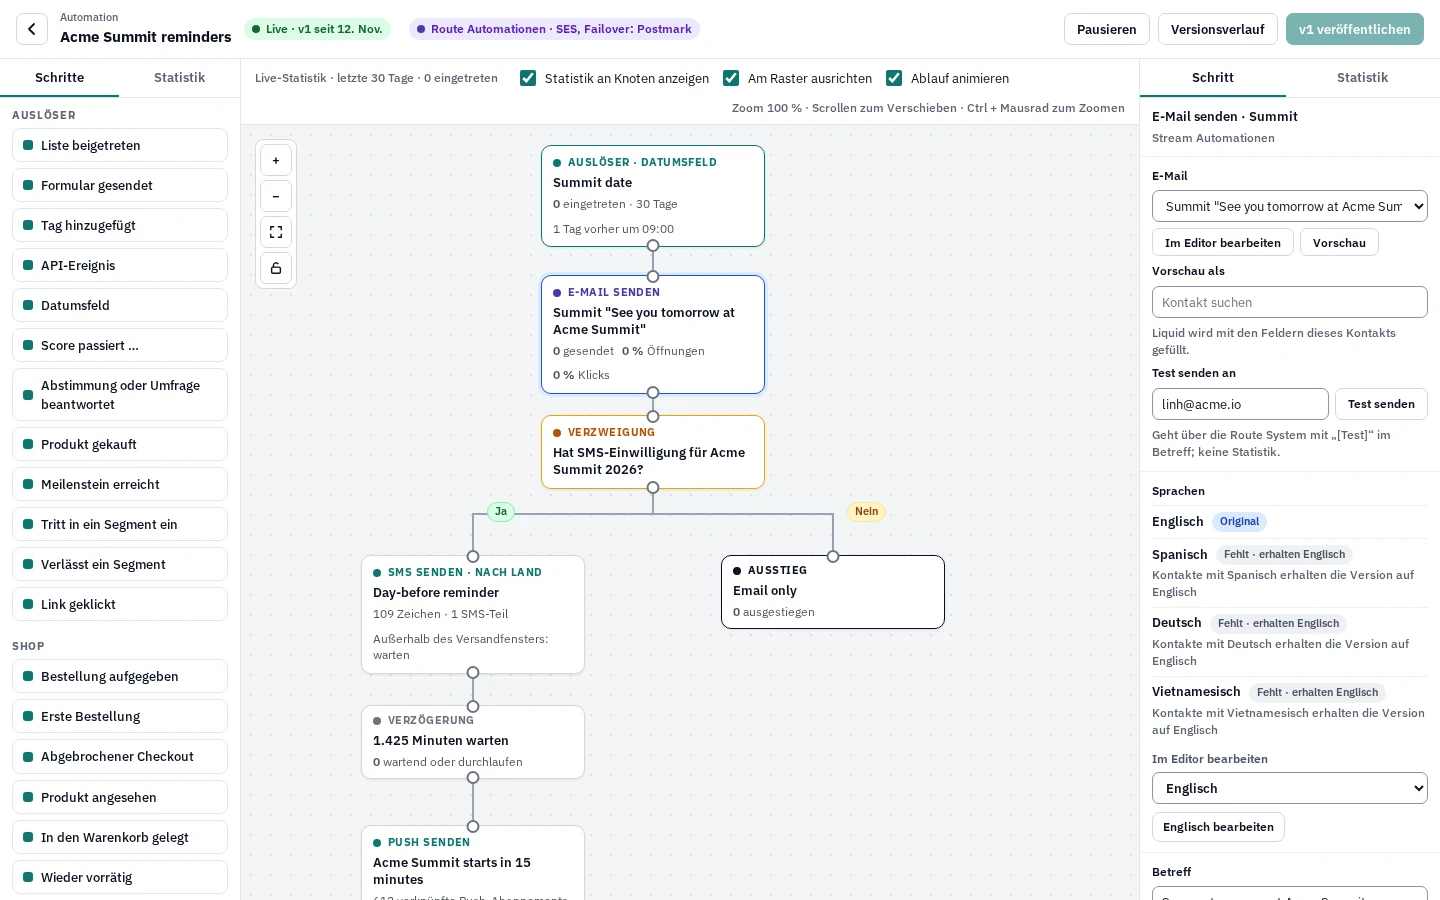 Automation
Acme Summit reminders
Live · v1 seit 12. Nov.
Route Automationen · SES, Failover: Postmark
Pausieren
Versionsverlauf
v1 veröffentlichen
Schritte
Statistik
AUSLÖSER
Liste beigetreten
Formular gesendet
Tag hinzugefügt
API-Ereignis
Datumsfeld
Score passiert ...
Abstimmung oder Umfrage
beantwortet
Produkt gekauft
Meilenstein erreicht
Tritt in ein Segment ein
Verlässt ein Segment
Link geklickt
SHOP
Bestellung aufgegeben
Erste Bestellung
Abgebrochener Checkout
Produkt angesehen
In den Warenkorb gelegt
Wieder vorrätig
Live-Statistik · letzte 30 Tage · 0 eingetreten
Statistik an Knoten anzeigen
Am Raster ausrichten
Ablauf animieren
Zoom 100 % · Scrollen zum Verschieben · Ctrl + Mausrad zum Zoomen
+
−
AUSLÖSER · DATUMSFELD
Summit date
0 eingetreten · 30 Tage
1 Tag vorher um 09:00
E-MAIL SENDEN
Summit "See you tomorrow at
Acme Summit"
0 gesendet 0 % Öffnungen
0 % Klicks
VERZWEIGUNG
Hat SMS-Einwilligung für Acme
Summit 2026?
Ja
Nein
SMS SENDEN · NACH LAND
Day-before reminder
109 Zeichen · 1 SMS-Teil
Außerhalb des Versandfensters:
warten
AUSSTIEG
Email only
0 ausgestiegen
VERZÖGERUNG
1.425 Minuten warten
0 wartend oder durchlaufen
PUSH SENDEN
Acme Summit starts in 15
minutes
Schritt
Statistik
E-Mail senden · Summit
Stream Automationen
E-Mail
Summit "See you tomorrow at Acme Sum
Im Editor bearbeiten
Vorschau
Vorschau als
Kontakt suchen
Liquid wird mit den Feldern dieses Kontakts
gefüllt.
Test senden an
linh@acme.io
Test senden
Geht über die Route System mit „[Test]“ im
Betreff; keine Statistik.
Sprachen
Englisch Original
Spanisch Fehlt · erhalten Englisch
Kontakte mit Spanisch erhalten die Version auf
Englisch
Deutsch Fehlt · erhalten Englisch
Kontakte mit Deutsch erhalten die Version auf
Englisch
Vietnamesisch Fehlt · erhalten Englisch
Kontakte mit Vietnamesisch erhalten die Version
auf Englisch
Im Editor bearbeiten
Englisch
Englisch bearbeiten
Betreff